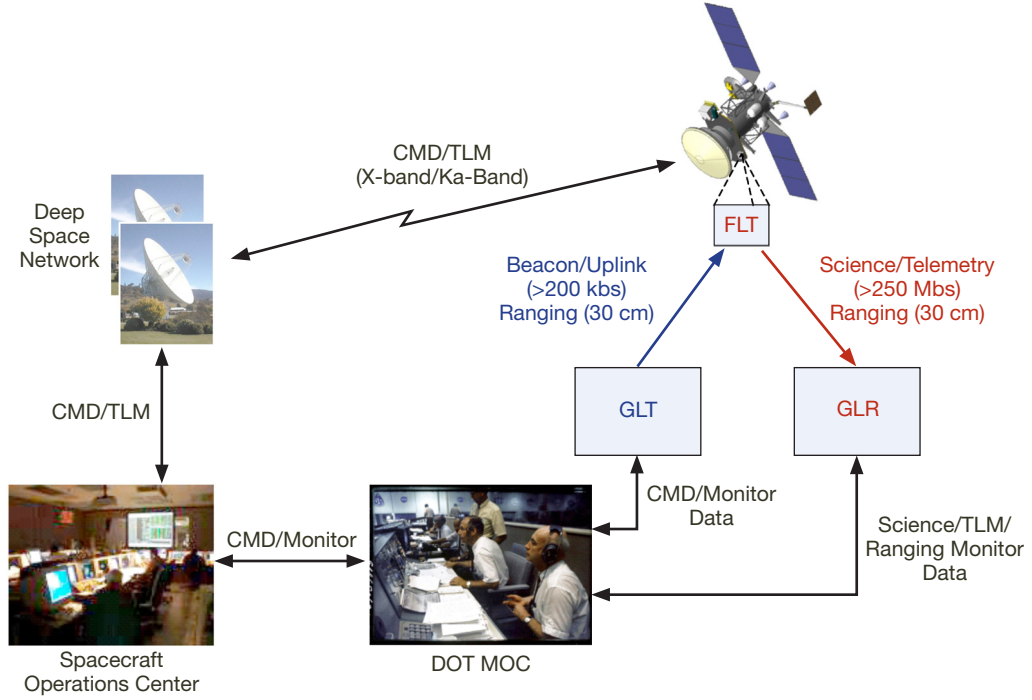 CMD/TLM
(X-band/Ka-Band)
Deep
Space
Network
FLT
Beacon/Uplink
(>200 kbs)
Ranging (30 cm)
Science/Telemetry
(>250 Mbs)
Ranging (30 cm)
CMD/TLM
GLT
GLR
CMD/Monitor
Data
CMD/Monitor
Science/TLM/
Ranging Monitor
Data
Spacecraft
Operations Center
DOT MOC